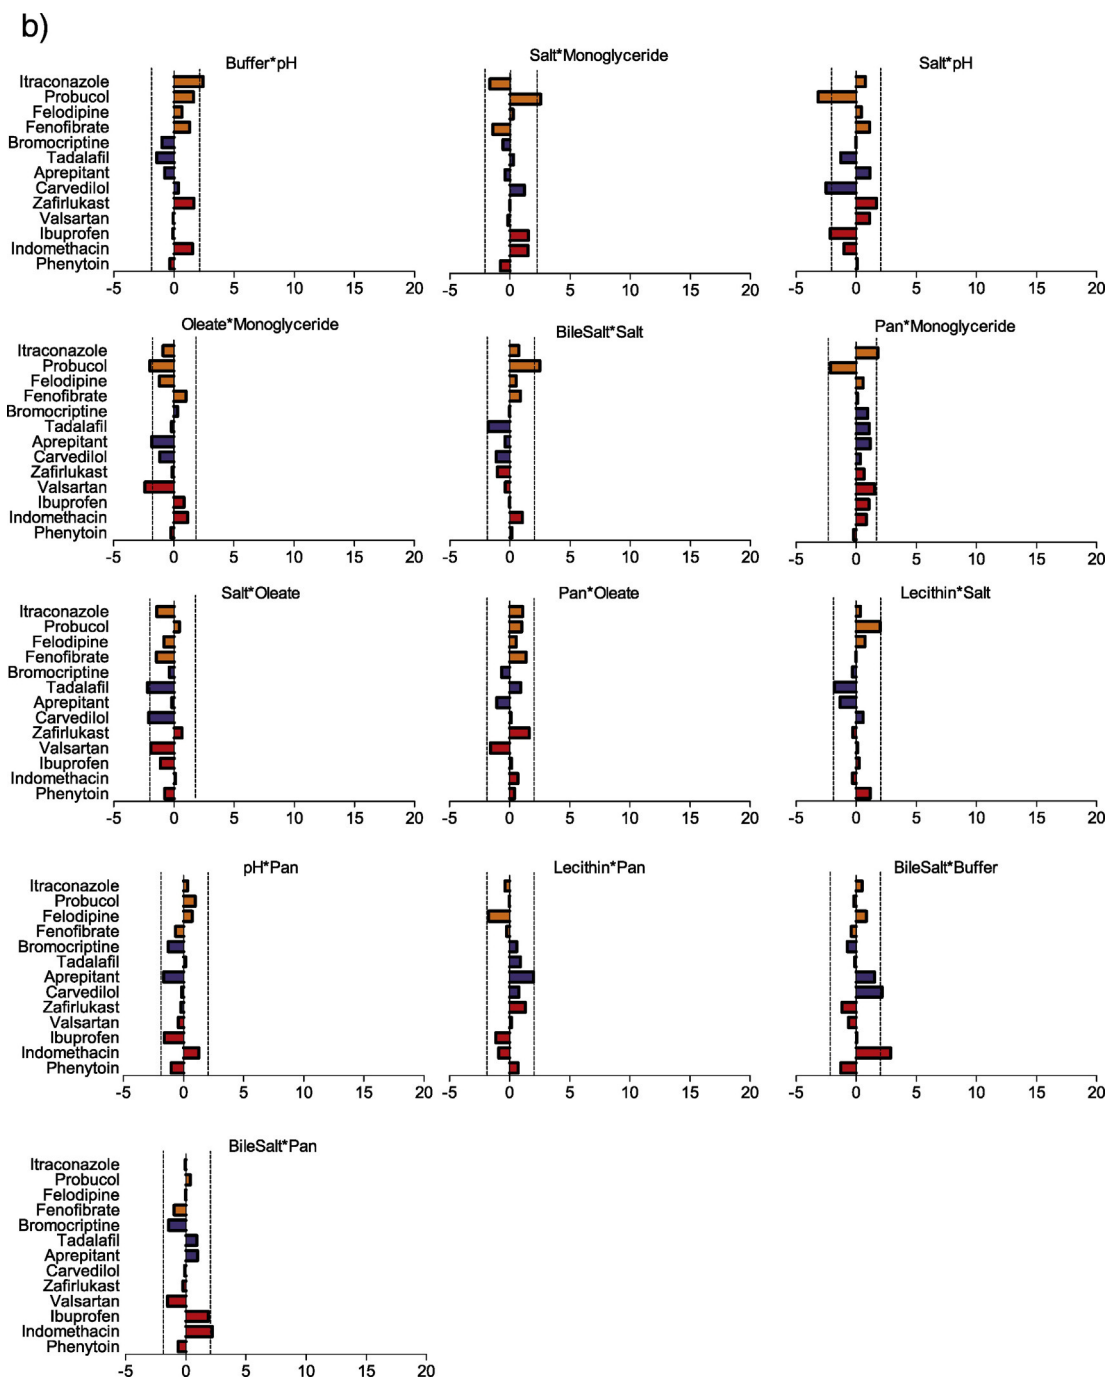 b)
Buffer*pH
Itraconazole
Probucol
Felodipine
Fenofibrate
Bromocriptine
Tadalafil
Aprepitant
Carvedilol
Zafirlukast
Valsartan
Ibuprofen
Indomethacin
Phenytoin
-5 0 5 10 15 20
Salt*Monoglyceride
-5 0 5 10 15 20
Salt*pH
-5 0 5 10 15 20
Oleate*Monoglyceride
Itraconazole
Probucol
Felodipine
Fenofibrate
Bromocriptine
Tadalafil
Aprepitant
Carvedilol
Zafirlukast
Valsartan
Ibuprofen
Indomethacin
Phenytoin
-5 0 5 10 15 20
BileSalt*Salt
-5 0 5 10 15 20
Pan*Monoglyceride
-5 0 5 10 15 20
Salt*Oleate
Itraconazole
Probucol
Felodipine
Fenofibrate
Bromocriptine
Tadalafil
Aprepitant
Carvedilol
Zafirlukast
Valsartan
Ibuprofen
Indomethacin
Phenytoin
-5 0 5 10 15 20
Pan*Oleate
-5 0 5 10 15 20
Lecithin*Salt
-5 0 5 10 15 20
pH*Pan
Itraconazole
Probucol
Felodipine
Fenofibrate
Bromocriptine
Tadalafil
Aprepitant
Carvedilol
Zafirlukast
Valsartan
Ibuprofen
Indomethacin
Phenytoin
-5 0 5 10 15 20
Lecithin*Pan
-5 0 5 10 15 20
BileSalt*Buffer
-5 0 5 10 15 20
BileSalt*Pan
Itraconazole
Probucol
Felodipine
Fenofibrate
Bromocriptine
Tadalafil
Aprepitant
Carvedilol
Zafirlukast
Valsartan
Ibuprofen
Indomethacin
Phenytoin
-5 0 5 10 15 20